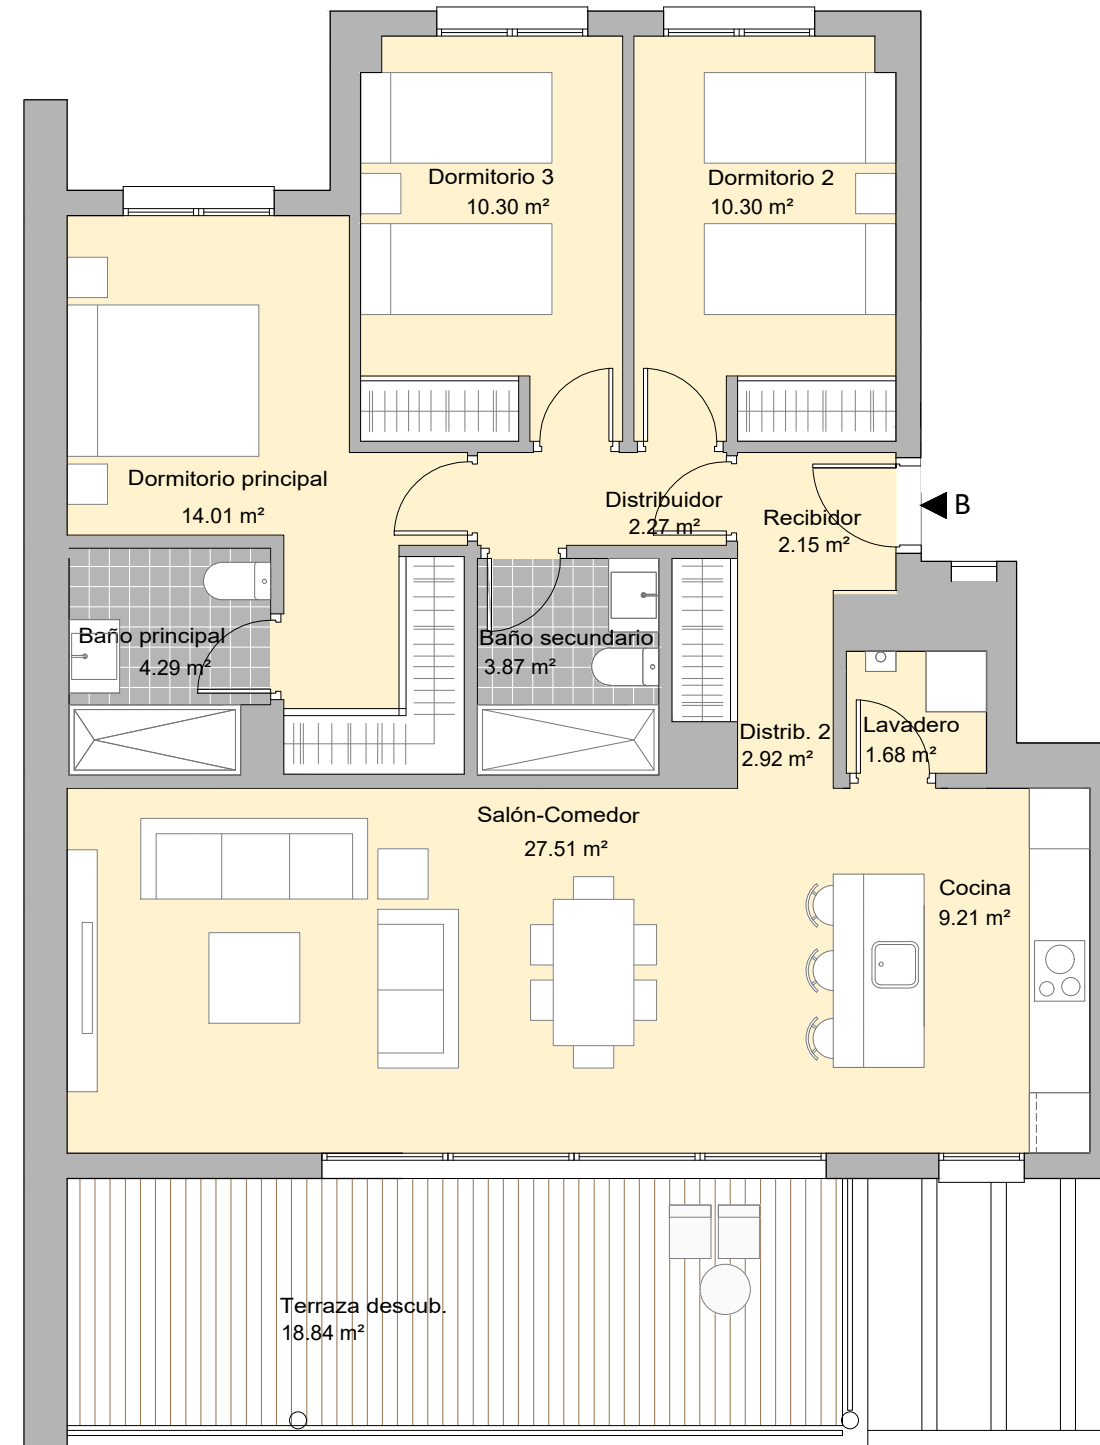 Dormitorio 3
10.30 m²
Dormitorio 2
10.30 m²
Dormitorio principal
14.01 m²
Distribuidor
2.27 m²
Recibidor
2.15 m²
B
Baño principal
4.29 m²
Baño secundario
3.87 m²
Distrib. 2
2.92 m²
Lavadero
1.68 m²
Salón-Comedor
27.51 m²
Cocina
9.21 m²
Terraza descub.
18.84 m²